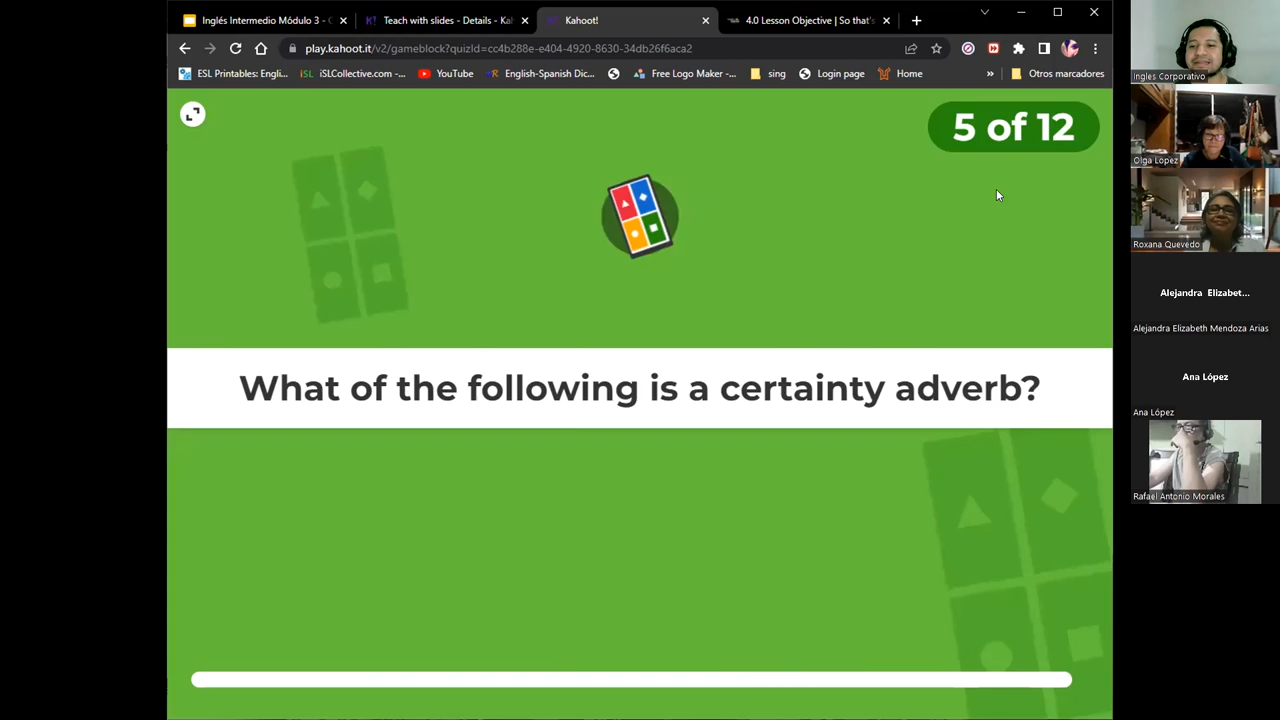 Inglés Intermedio Módulo 3 - G
Teach with slides - Details - Kah
Kahoot!
4.0 Lesson Objective | So that's
play.kahoot.it/v2/gameblock?quizId=cc4b288e-e404-4920-8630-34db26f6aca2
ESL Printables: Engli...
iSLCollective.com -...
YouTube
English-Spanish Dic...
Free Logo Maker -...
sing
Login page
Home
»
Otros marcadores
5 of 12
What of the following is a certainty adverb?
Ingles Corporativo
Olga Lopez
Roxana Quevedo
Alejandra Elizabet...
Alejandra Elizabeth Mendoza Arias
Ana López
Ana López
Rafael Antonio Morales